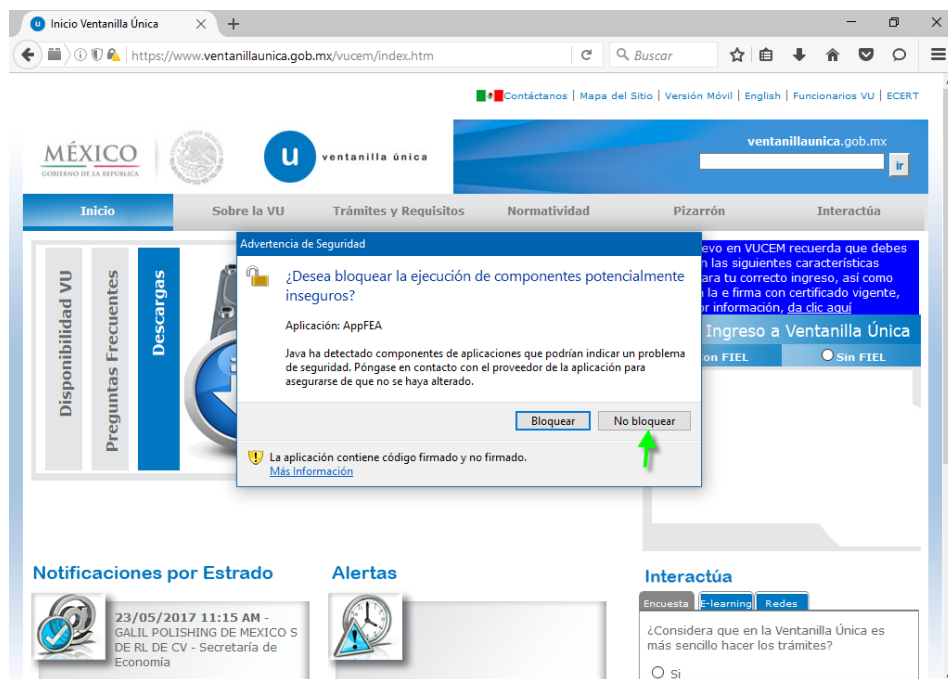 Inicio Ventanilla Única
https://www.ventanillaunica.gob.mx/vucem/index.htm
Buscar
Contáctanos | Mapa del Sitio | Versión Móvil | English | Funcionarios VU | ECERT
MÉXICO
GOBIERNO DE LA REPÚBLICA
u
ventanilla única
ventanillaunica.gob.mx
ir
Inicio
Sobre la VU
Trámites y Requisitos
Normatividad
Pizarrón
Interactúa
Disponibilidad VU
Preguntas Frecuentes
Descargas
Advertencia de Seguridad
¿Desea bloquear la ejecución de componentes potencialmente
inseguros?
Aplicación: AppFEA
Java ha detectado componentes de aplicaciones que podrían indicar un problema
de seguridad. Póngase en contacto con el proveedor de la aplicación para
asegurarse de que no se haya alterado.
Bloquear
No bloquear
La aplicación contiene código firmado y no
firmado.
Más Información
en VUCEM recuerda que debes
las siguientes características
para tu correcto ingreso, así como
la e firma con certificado vigente,
información, da clic aquí
Ingreso a Ventanilla Única
Con FIEL
Sin FIEL
Notificaciones por Estrado
23/05/2017 11:15 AM -
GALIL POLISHING DE MEXICO S
DE RL DE CV - Secretaría de
Economía
Alertas
Interactúa
Encuesta
E-learning
Redes
¿Considera que en la Ventanilla Única es
más sencillo hacer los trámites?
Si